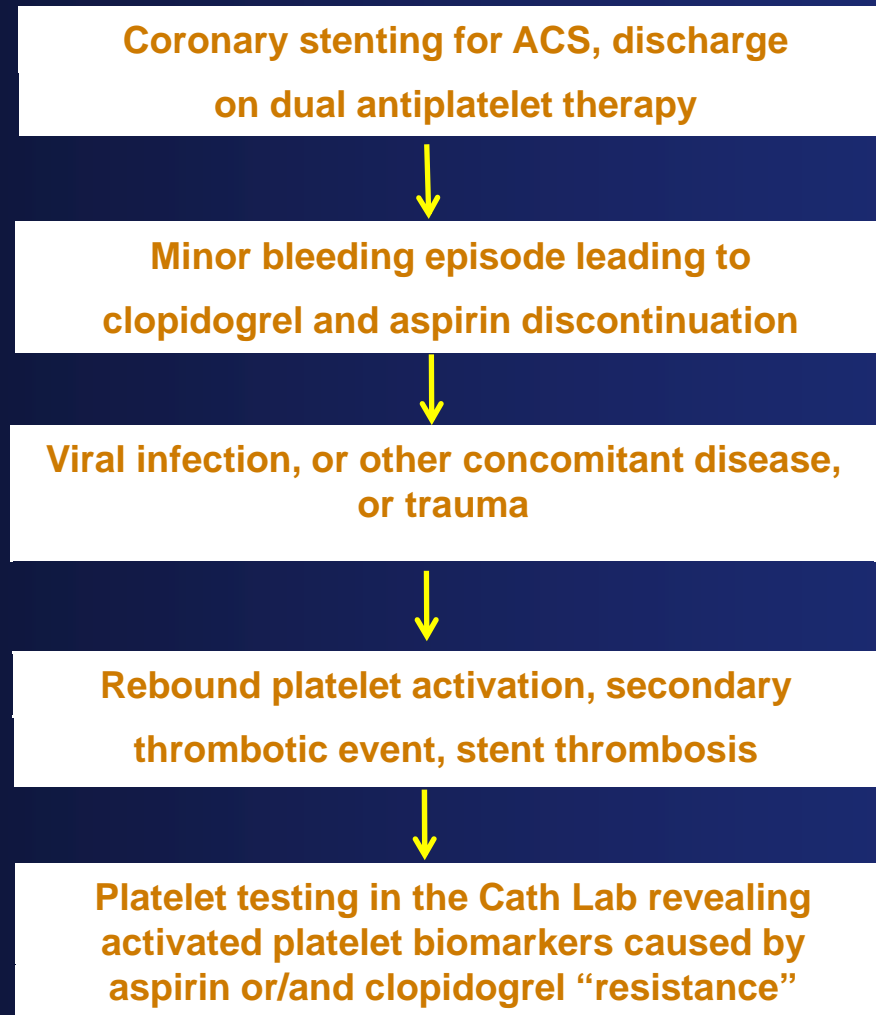 Coronary stenting for ACS, discharge
on dual antiplatelet therapy
Minor bleeding episode leading to
clopidogrel and aspirin discontinuation
Viral infection, or other concomitant disease,
or trauma
Rebound platelet activation, secondary
thrombotic event, stent thrombosis
Platelet testing in the Cath Lab revealing
activated platelet biomarkers caused by
aspirin or/and clopidogrel “resistance”